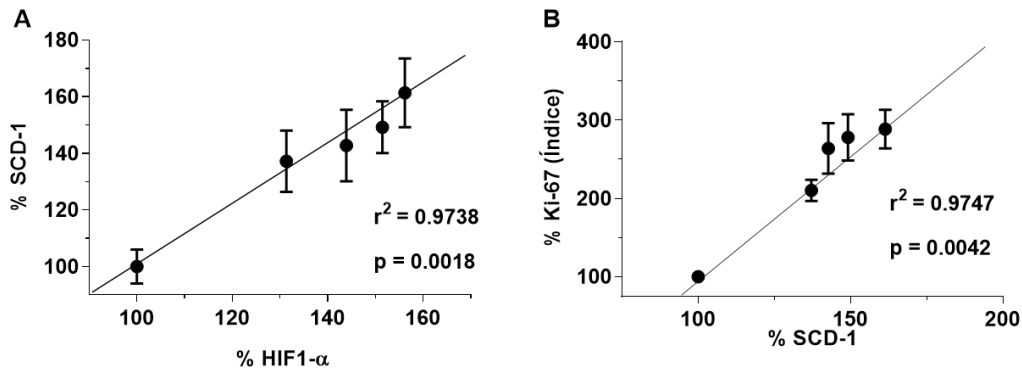 A
% SCD-1
180
160
140
120
100
100 120 140 160
% HIF1-α
r² = 0.9738
p = 0.0018
B
% Ki-67 (Índice)
400
300
200
100
100 150 200
% SCD-1
r² = 0.9747
p = 0.0042